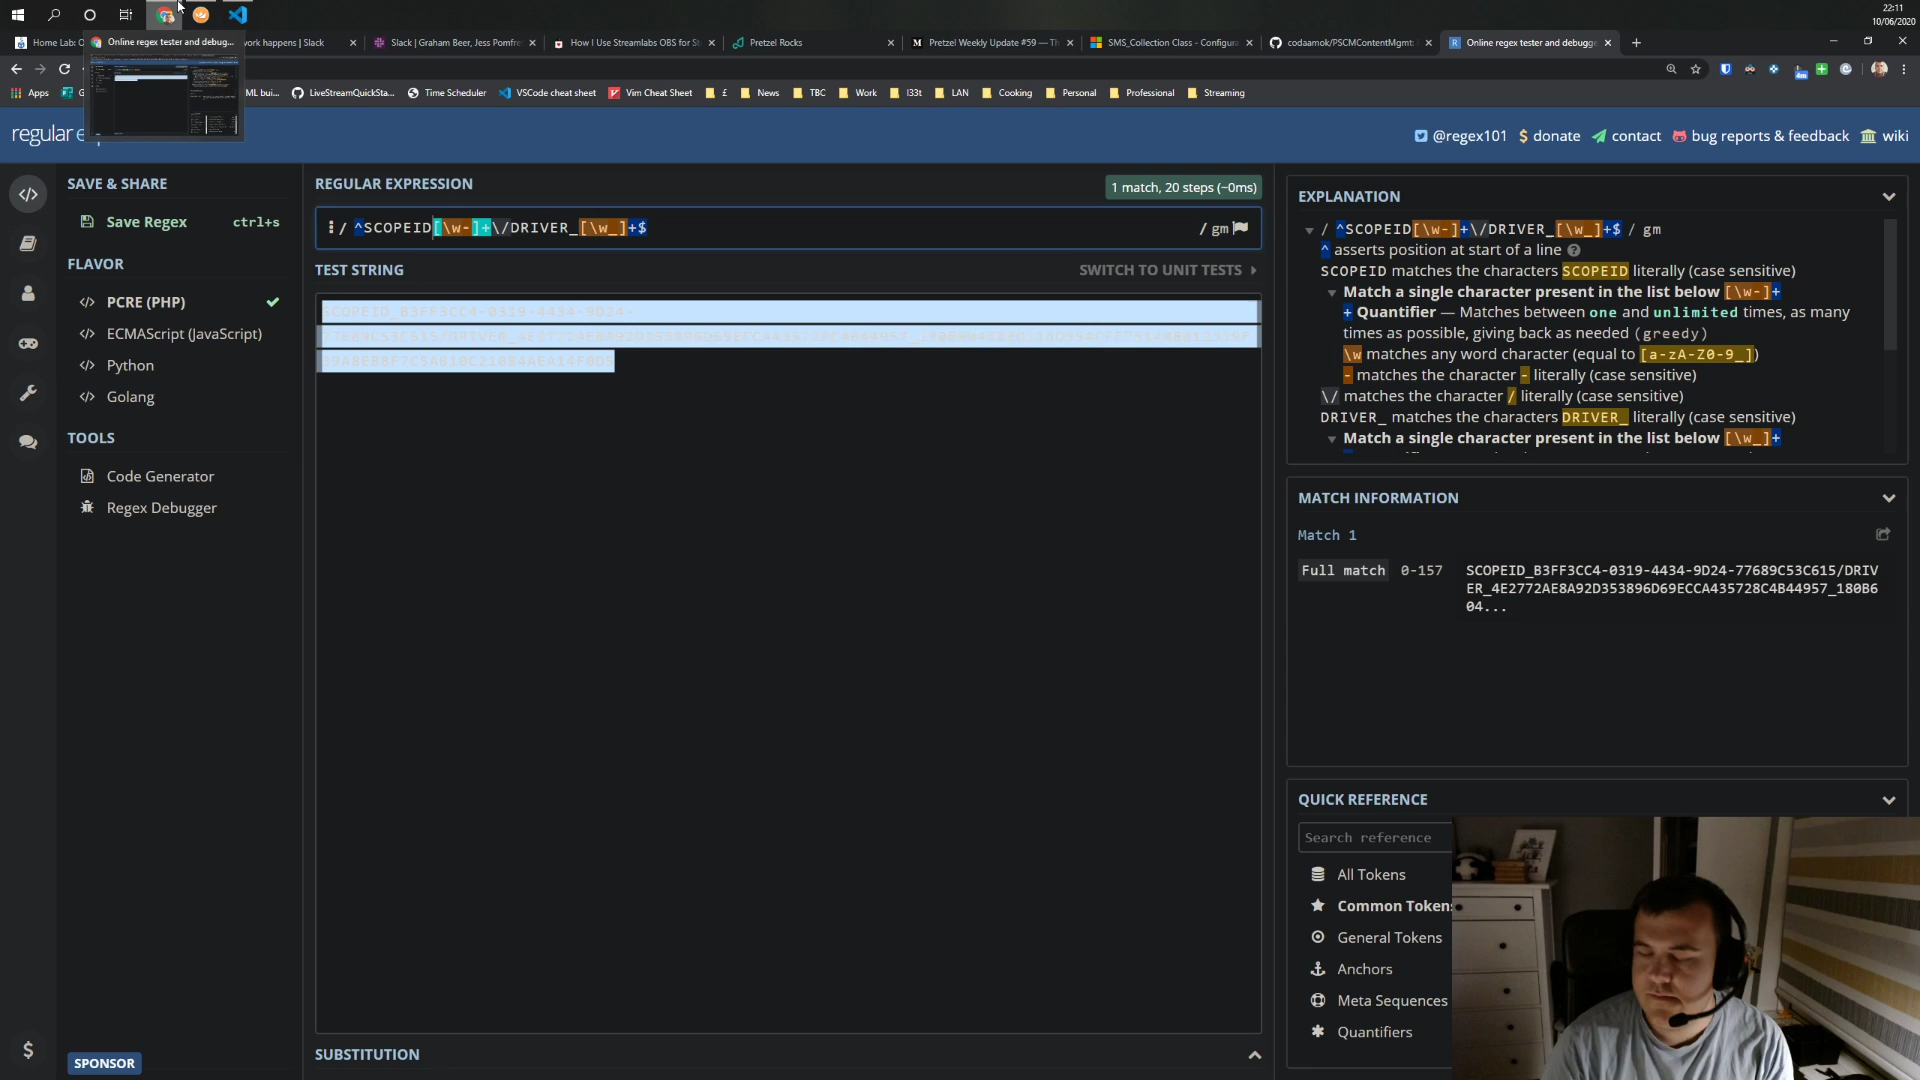 22:11
10/06/2020
Home Lab: C
Online regex tester and debug...
work happens | Slack
Slack | Graham Beer, Jess Pomfre
How I Use Streamlabs OBS for St
Pretzel Rocks
Pretzel Weekly Update #59 — Th
SMS_Collection Class - Configura
codaamok/PSCMContentMgmt:
Online regex tester and debugge
Apps
ML bui...
LiveStreamQuickSta...
Time Scheduler
VSCode cheat sheet
Vim Cheat Sheet
£
News
TBC
Work
l33t
LAN
Cooking
Personal
Professional
Streaming
4m
regular e
@regex101
donate
contact
bug reports & feedback
wiki
SAVE & SHARE
Save Regex ctrl+s
FLAVOR
PCRE (PHP)
ECMAScript (JavaScript)
Python
Golang
TOOLS
Code Generator
Regex Debugger
SPONSOR
REGULAR EXPRESSION
1 match, 20 steps (~0ms)
/ ^SCOPEID[\w-]+\/DRIVER_[\w_]+$ / gm
TEST STRING
SWITCH TO UNIT TESTS
SCOPEID_B3FF3CC4-0319-4434-9D24-
SUBSTITUTION
EXPLANATION
/ ^SCOPEID[\w-]+\/DRIVER_[\w_]+$ / gm
^ asserts position at start of a line
SCOPEID matches the characters SCOPEID literally (case sensitive)
Match a single character present in the list below [\w-]+
+ Quantifier — Matches between one and unlimited times, as many
times as possible, giving back as needed (greedy)
\w matches any word character (equal to [a-zA-Z0-9_])
- matches the character - literally (case sensitive)
\/ matches the character / literally (case sensitive)
DRIVER_ matches the characters DRIVER_ literally (case sensitive)
Match a single character present in the list below [\w_]+
MATCH INFORMATION
Match 1
Full match 0-157 SCOPEID_B3FF3CC4-0319-4434-9D24-77689C53C615/DRIV
ER_4E2772AE8A92D353896D69ECCA435728C4B44957_180B6
04...
QUICK REFERENCE
Search reference
All Tokens
Common Tokens
General Tokens
Anchors
Meta Sequences
Quantifiers